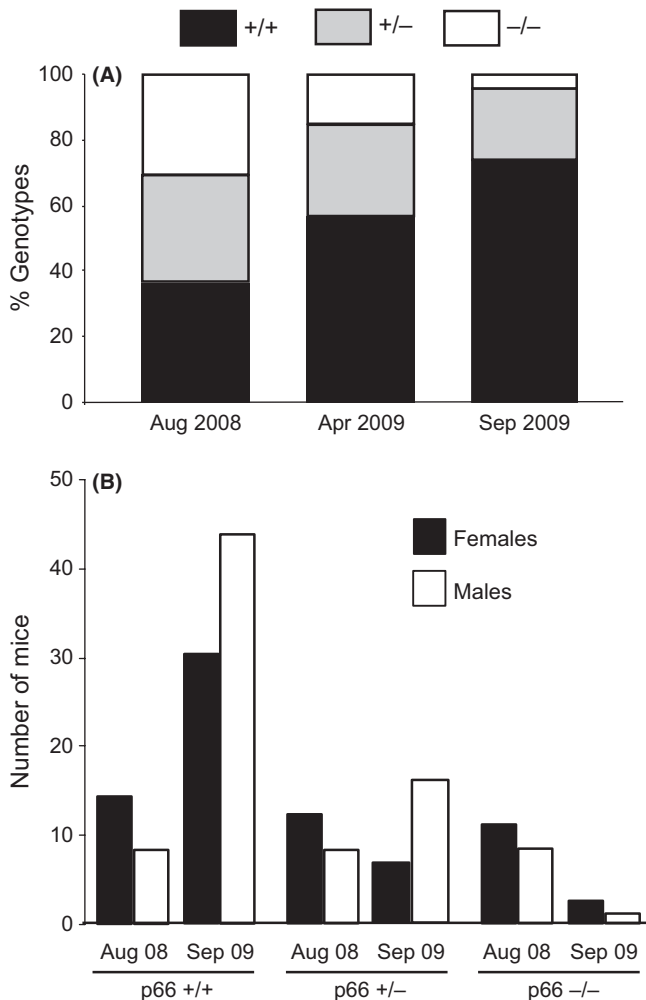 +/+ +/– –/–
(A)
100
80
60
40
20
0
% Genotypes
Aug 2008 Apr 2009 Sep 2009
(B)
50
40
30
20
10
0
Number of mice
Females
Males
Aug 08 Sep 09 Aug 08 Sep 09 Aug 08 Sep 09
p66 +/+ p66 +/– p66 –/–